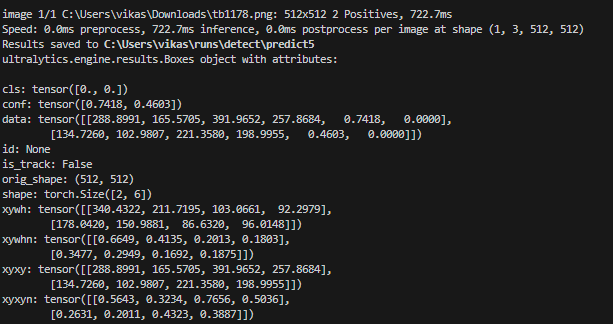 image 1/1 C:\Users\vikas\Downloads\tb1178.png: 512x512 2 Positives, 722.7ms
Speed: 0.0ms preprocess, 722.7ms inference, 0.0ms postprocess per image at shape (1, 3, 512, 512)
Results saved to C:\Users\vikas\runs\detect\predict5
ultralytics.engine.results.Boxes object with attributes:

cls: tensor([0., 0.])
conf: tensor([0.7418, 0.4603])
data: tensor([[288.8991, 165.5705, 391.9652, 257.8684,   0.7418,   0.0000],
        [134.7260, 102.9807, 221.3580, 198.9955,   0.4603,   0.0000]])
id: None
is_track: False
orig_shape: (512, 512)
shape: torch.Size([2, 6])
xywh: tensor([[340.4322, 211.7195, 103.0661,  92.2979],
        [178.0420, 150.9881,  86.6320,  96.0148]])
xywhn: tensor([[0.6649, 0.4135, 0.2013, 0.1803],
        [0.3477, 0.2949, 0.1692, 0.1875]])
xyxy: tensor([[288.8991, 165.5705, 391.9652, 257.8684],
        [134.7260, 102.9807, 221.3580, 198.9955]])
xyxyn: tensor([[0.5643, 0.3234, 0.7656, 0.5036],
        [0.2631, 0.2011, 0.4323, 0.3887]])